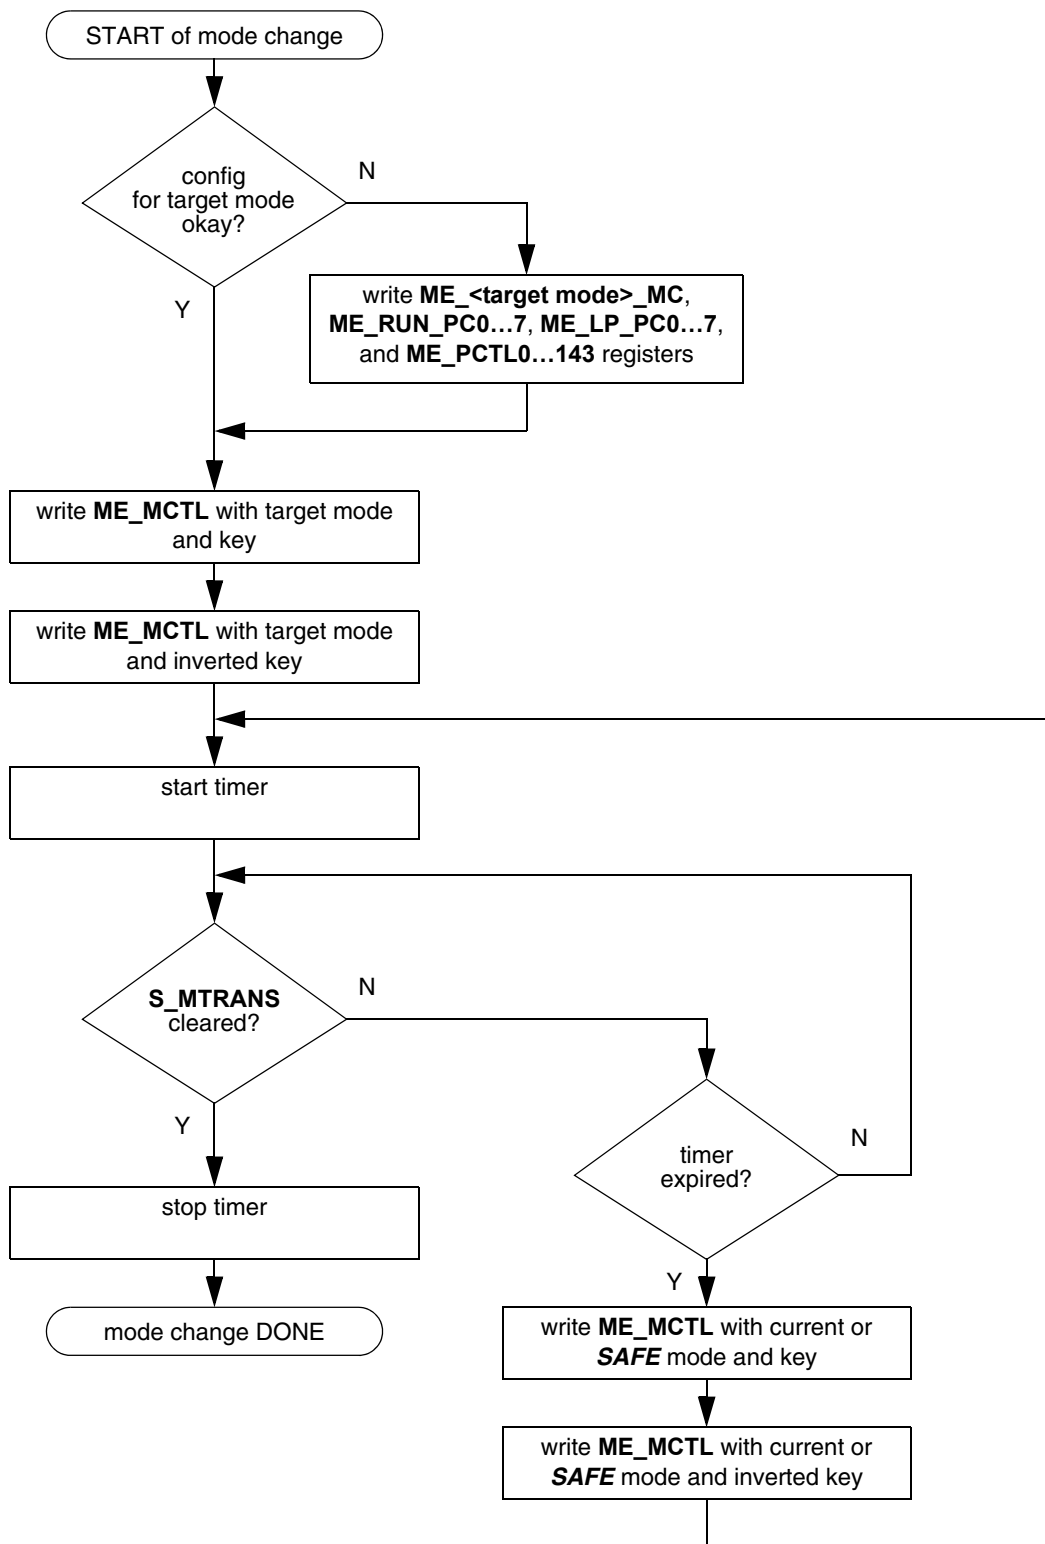 START of mode change
config
for target mode
okay?
N
Y
write ME_<target mode>_MC,
ME_RUN_PC0…7, ME_LP_PC0…7,
and ME_PCTL0…143 registers
write ME_MCTL with target mode
and key
write ME_MCTL with target mode
and inverted key
start timer
S_MTRANS
cleared?
N
Y
timer
expired?
N
Y
stop timer
mode change DONE
write ME_MCTL with current or
SAFE mode and key
write ME_MCTL with current or
SAFE mode and inverted key